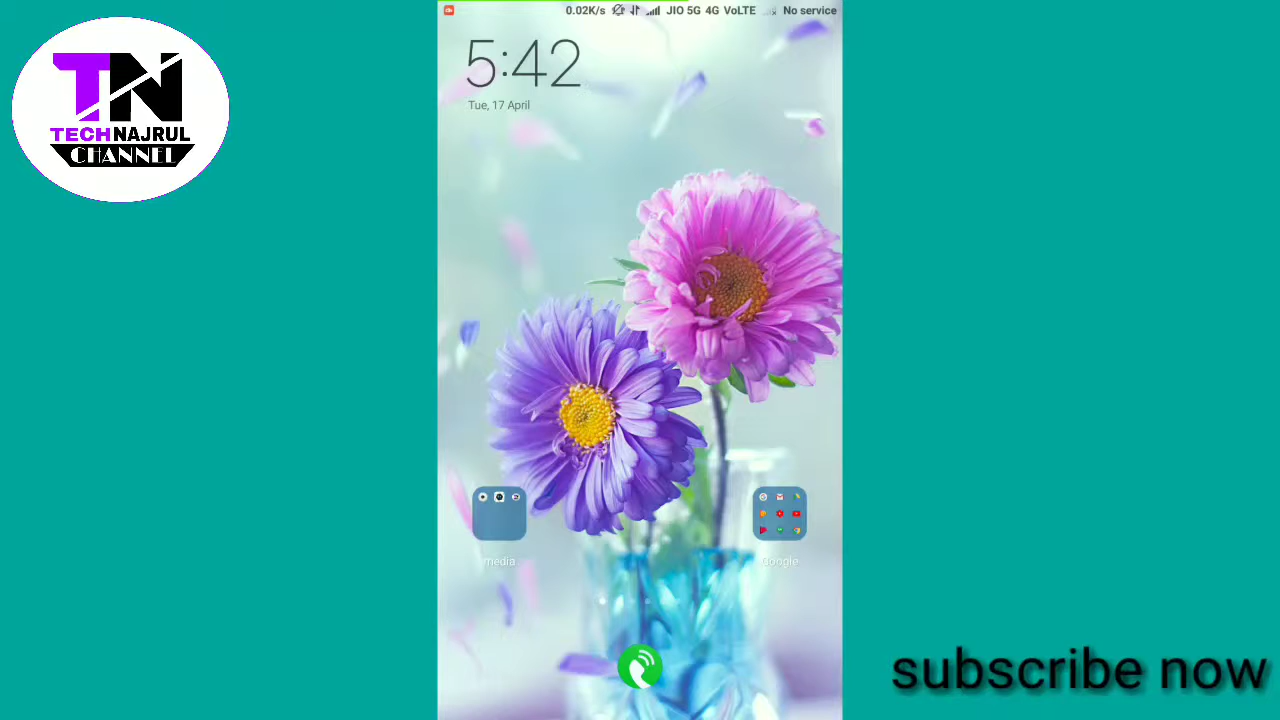 TN
TECHNAJRUL
CHANNEL
0.02K/s JIO 5G 4G VoLTE No service
5:42
Tue, 17 April
media
Google
subscribe now